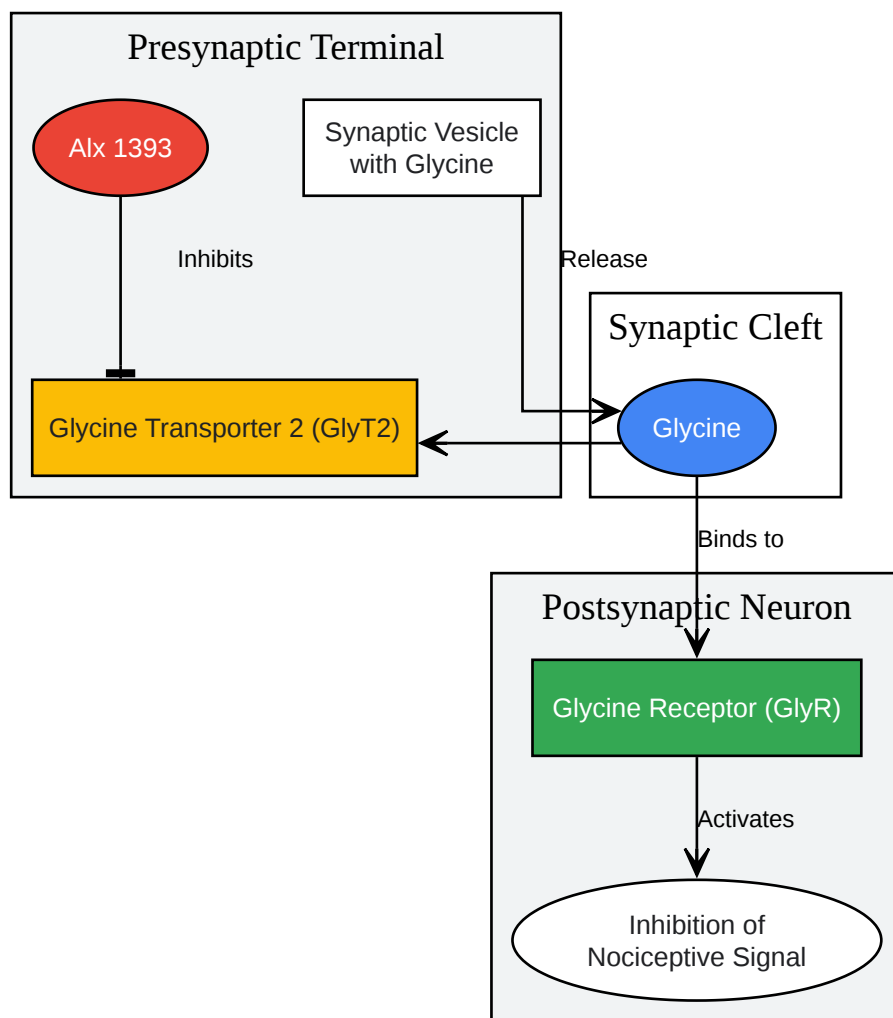 Presynaptic Terminal
Alx 1393
Synaptic Vesicle
with Glycine
Inhibits
Release
Synaptic Cleft
Glycine Transporter 2 (GlyT2)
Glycine
Binds to
Postsynaptic Neuron
Glycine Receptor (GlyR)
Activates
Inhibition of
Nociceptive Signal